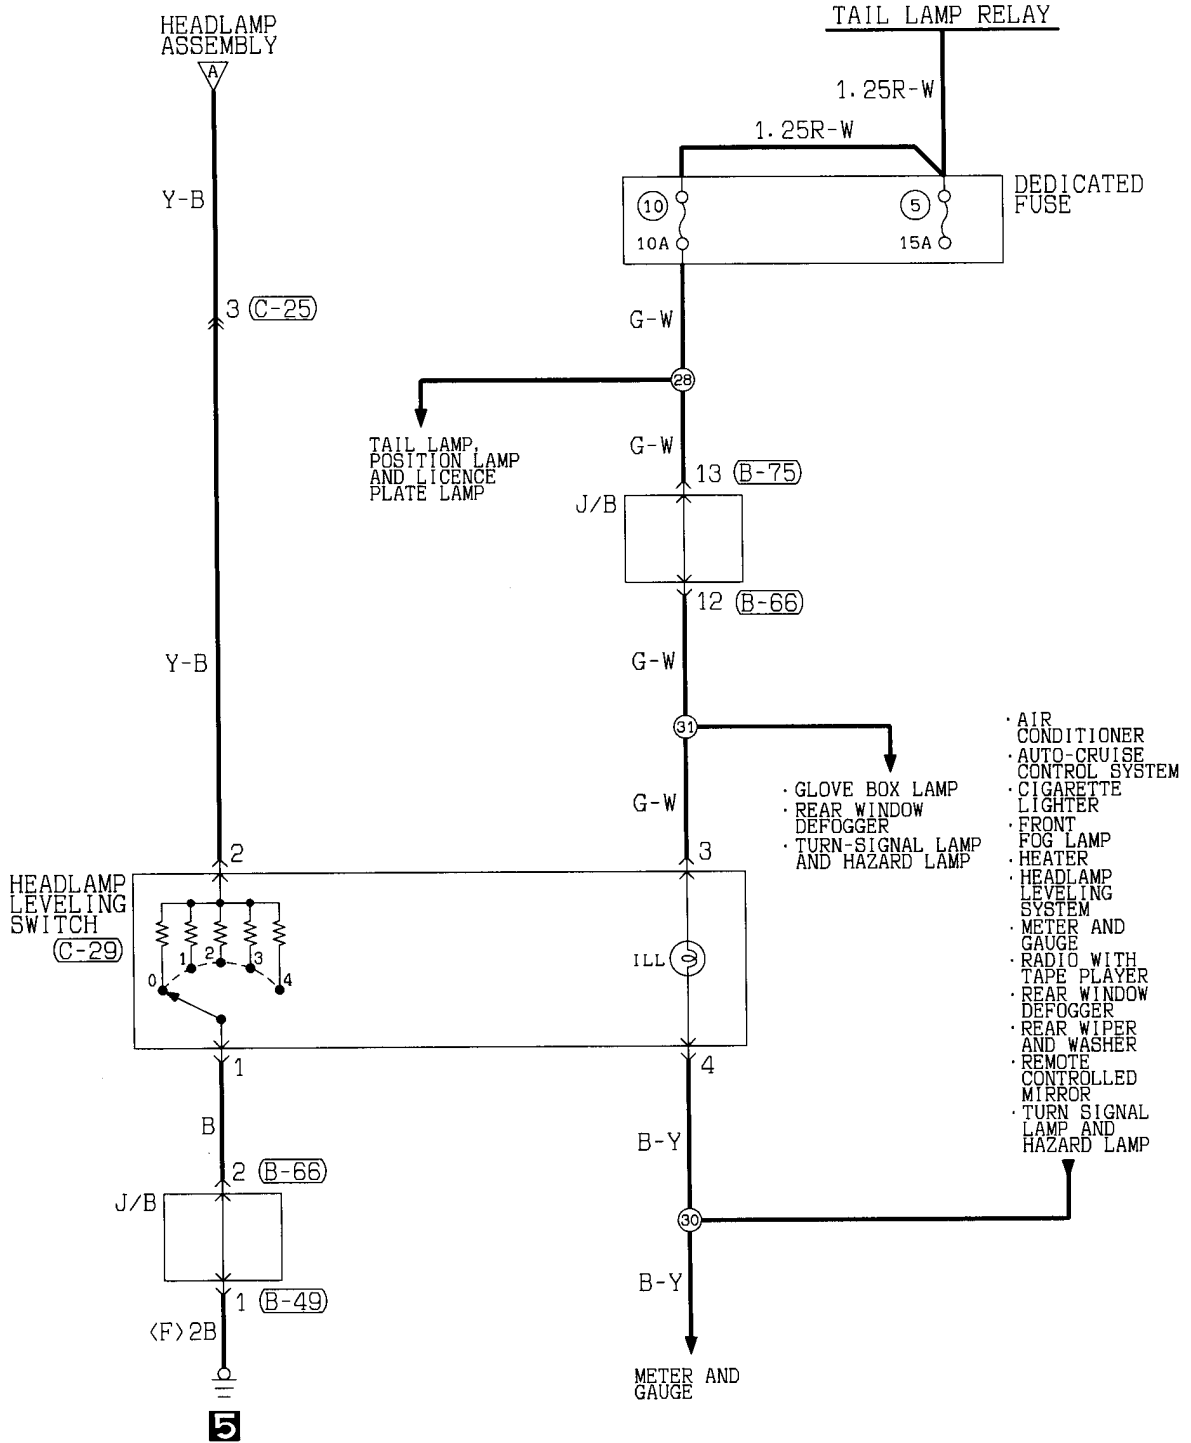 HEADLAMP
ASSEMBLY
A
TAIL LAMP RELAY
1.25R-W
1.25R-W
DEDICATED
FUSE
10
10A
5
15A
Y-B
3 (C-25)
G-W
28
TAIL LAMP,
POSITION LAMP
AND LICENCE
PLATE LAMP
G-W
13 (B-75)
J/B
12 (B-66)
Y-B
G-W
31
· GLOVE BOX LAMP
· REAR WINDOW
DEFOGGER
· TURN-SIGNAL LAMP
AND HAZARD LAMP
G-W
· AIR
CONDITIONER
· AUTO-CRUISE
CONTROL SYSTEM
· CIGARETTE
LIGHTER
· FRONT
FOG LAMP
· HEATER
· HEADLAMP
LEVELING
SYSTEM
· METER AND
GAUGE
· RADIO WITH
TAPE PLAYER
· REAR WINDOW
DEFOGGER
· REAR WIPER
AND WASHER
· REMOTE
CONTROLLED
MIRROR
· TURN SIGNAL
LAMP AND
HAZARD LAMP
2
3
HEADLAMP
LEVELING
SWITCH
(C-29)
0
1
2
3
4
ILL
1
4
B
B-Y
2 (B-66)
J/B
30
1 (B-49)
B-Y
<F>2B
5
METER AND
GAUGE